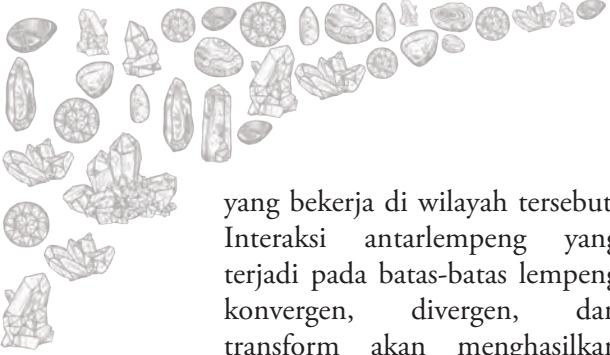 yang bekerja di wilayah tersebut
Interaksi antarlempeng yang
terjadi pada batas-batas lempeng
konvergen, divergen, dan
transform akan menghasilkan